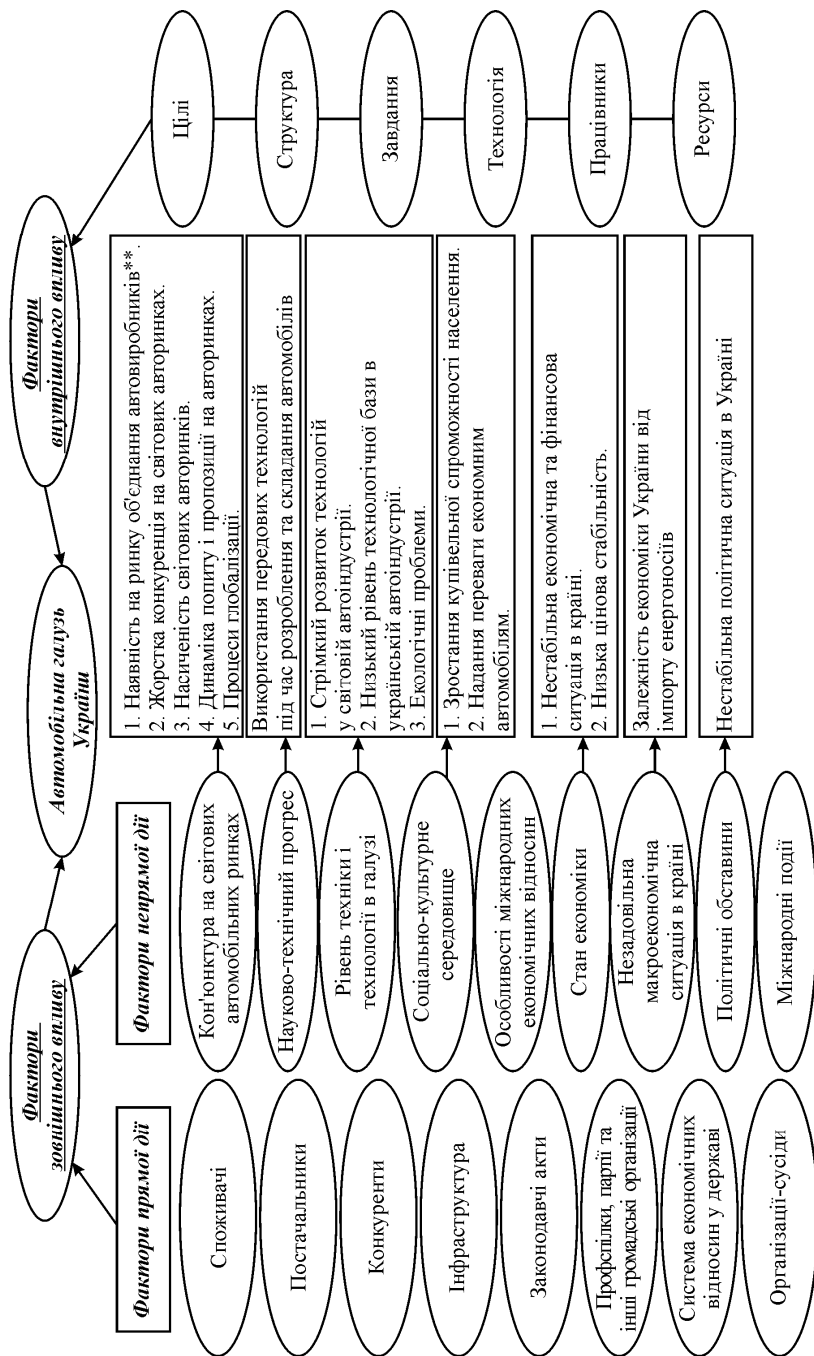 Фактори
зовнішнього впливу
Автомобільна галузь
України
Фактори
внутрішнього впливу
Фактори прямої дії
Споживачі
Постачальники
Конкуренти
Інфраструктура
Законодавчі акти
Профспілки, партії та
інші громадські організації
Система економічних
відносин у державі
Організації-сусіди
Фактори непрямої дії
Кон'юнктура на світових
автомобільних ринках
Науково-технічний прогрес
Рівень техніки і
технології в галузі
Соціально-культурне
середовище
Особливості міжнародних
економічних відносин
Стан економіки
Незадовільна
макроекономічна
ситуація в країні
Політичні обставини
Міжнародні події
1. Наявність на ринку об'єднання автовиробників**.
2. Жорстка конкуренція на світових авторинках.
3. Насиченість світових авторинків.
4. Динаміка попиту і пропозиції на авторинках.
5. Процеси глобалізації.
Використання передових технологій
під час розроблення та складання автомобілів
1. Стрімкий розвиток технологій
у світовій автоіндустрії.
2. Низький рівень технологічної бази в
українській автоіндустрії.
3. Екологічні проблеми.
1. Зростання купівельної спроможності населення.
2. Надання переваги економним
автомобілям.
1. Нестабільна економічна та фінансова
ситуація в країні.
2. Низька цінова стабільність.
Залежність економіки України від
імпорту енергоносіїв
Нестабільна політична ситуація в Україні
Цілі
Структура
Завдання
Технологія
Працівники
Ресурси